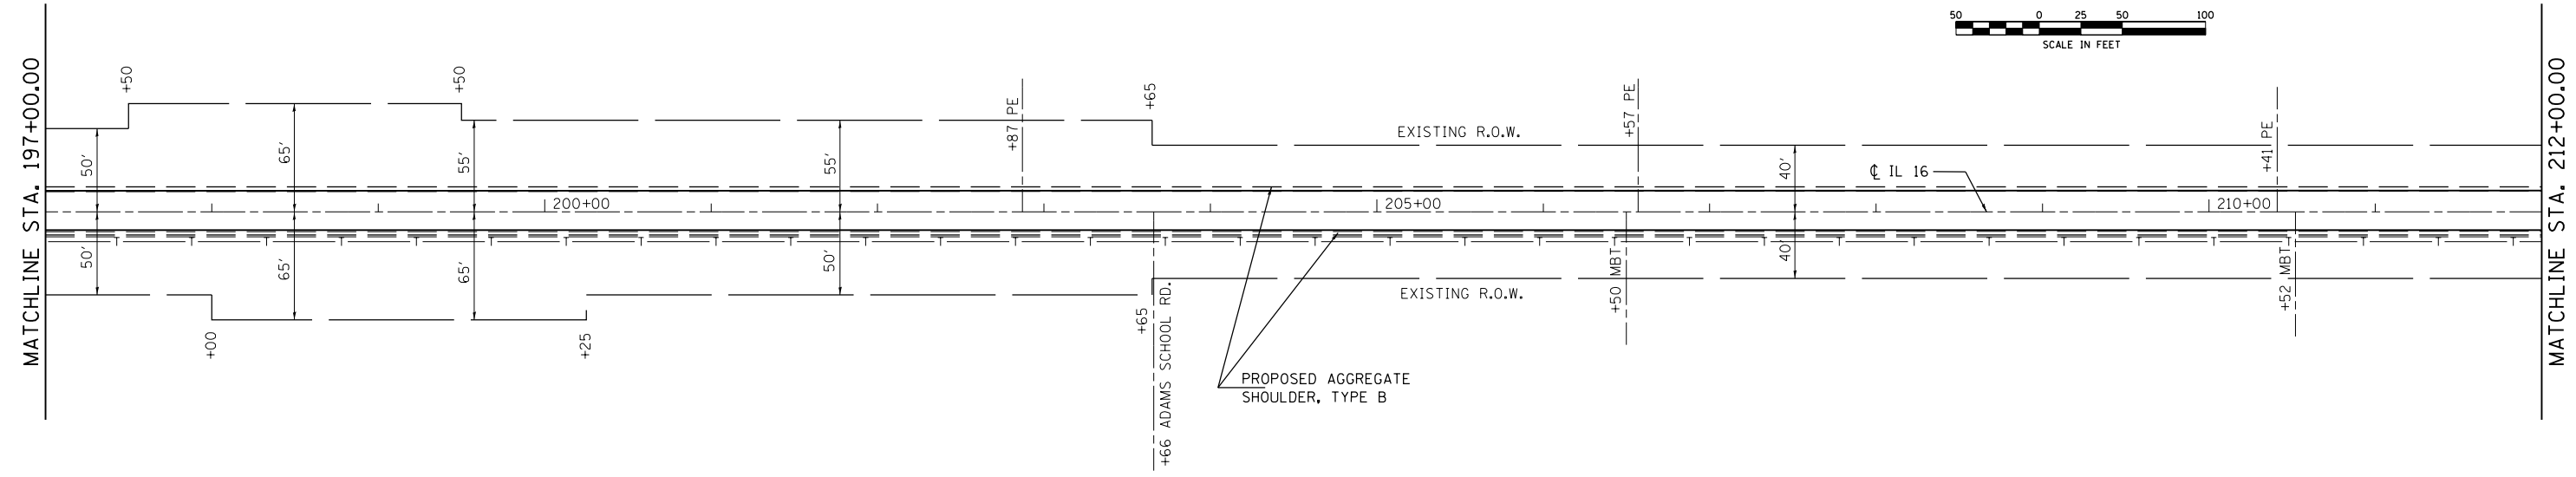 50 0 25 50 100
SCALE IN FEET
MATCHLINE STA. 197+00.00
+50
+50
+87 PE
+65
+57 PE
+41 PE
EXISTING R.O.W.
50'
65'
55'
55'
40'
℄ IL 16
200+00
205+00
210+00
50'
65'
65'
50'
40'
+00
+25
+65
+66 ADAMS SCHOOL RD.
EXISTING R.O.W.
+50 MBT
+52 MBT
PROPOSED AGGREGATE
SHOULDER, TYPE B
MATCHLINE STA. 212+00.00